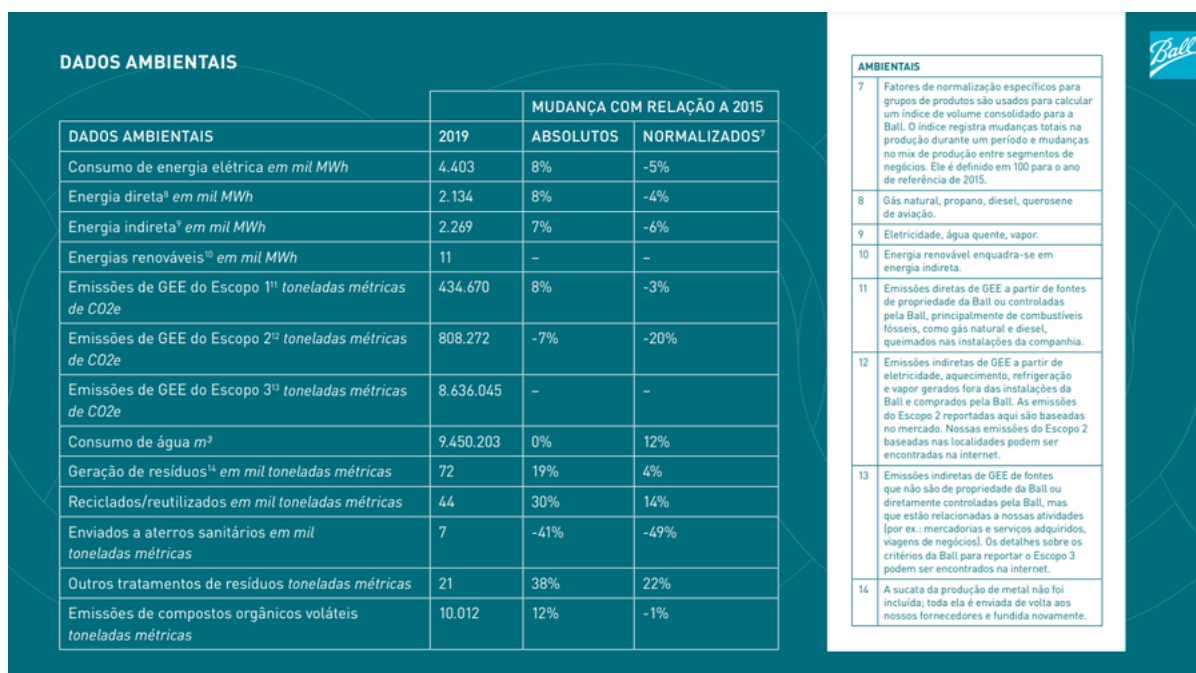 DADOS AMBIENTAIS
Ball
MUDANÇA COM RELAÇÃO A 2015
DADOS AMBIENTAIS 2019 ABSOLUTOS NORMALIZADOS⁷
Consumo de energia elétrica em mil MWh 4.403 8% -5%
Energia direta⁸ em mil MWh 2.134 8% -4%
Energia indireta⁹ em mil MWh 2.269 7% -6%
Energias renováveis¹⁰ em mil MWh 11 – –
Emissões de GEE do Escopo 1¹¹ toneladas métricas 434.670 8% -3%
de CO2e
Emissões de GEE do Escopo 2¹² toneladas métricas 808.272 -7% -20%
de CO2e
Emissões de GEE do Escopo 3¹³ toneladas métricas 8.636.045 – –
de CO2e
Consumo de água m³ 9.450.203 0% 12%
Geração de resíduos¹⁴ em mil toneladas métricas 72 19% 4%
Reciclados/reutilizados em mil toneladas métricas 44 30% 14%
Enviados a aterros sanitários em mil 7 -41% -49%
toneladas métricas
Outros tratamentos de resíduos toneladas métricas 21 38% 22%
Emissões de compostos orgânicos voláteis 10.012 12% -1%
toneladas métricas
AMBIENTAIS
7 Fatores de normalização específicos para
grupos de produtos são usados para calcular
um índice de volume consolidado para a
Ball. O índice registra mudanças totais na
produção durante um período e mudanças
no mix de produção entre segmentos de
negócios. Ele é definido em 100 para o ano
de referência de 2015.
8 Gás natural, propano, diesel, querosene
de aviação.
9 Eletricidade, água quente, vapor.
10 Energia renovável enquadra-se em
energia indireta.
11 Emissões diretas de GEE a partir de fontes
de propriedade da Ball ou controladas
pela Ball, principalmente de combustíveis
fósseis, como gás natural e diesel,
queimados nas instalações da companhia.
12 Emissões indiretas de GEE a partir de
eletricidade, aquecimento, refrigeração
e vapor gerados fora das instalações da
Ball e comprados pela Ball. As emissões
do Escopo 2 reportadas aqui são baseadas
no mercado. Nossas emissões do Escopo 2
baseadas nas localidades podem ser
encontradas na internet.
13 Emissões indiretas de GEE de fontes
que não são de propriedade da Ball ou
diretamente controladas pela Ball, mas
que estão relacionadas a nossas atividades
(por ex.: mercadorias e serviços adquiridos,
viagens de negócios). Os detalhes sobre os
critérios da Ball para reportar o Escopo 3
podem ser encontrados na internet.
14 A sucata da produção de metal não foi
incluída; toda ela é enviada de volta aos
nossos fornecedores e fundida novamente.